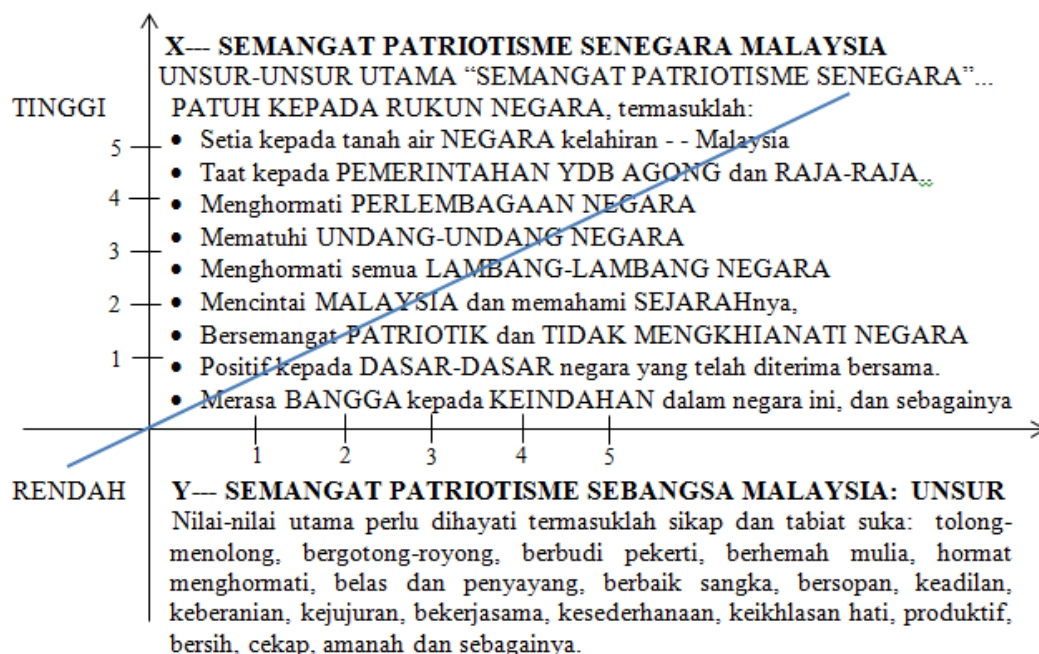 X--- SEMANGAT PATRIOTISME SENEGARA MALAYSIA
UNSUR-UNSUR UTAMA “SEMANGAT PATRIOTISME SENEGARA”...
TINGGI
PATUH KEPADA RUKUN NEGARA, termasuklah:
5
• Setia kepada tanah air NEGARA kelahiran - - Malaysia
• Taat kepada PEMERINTAHAN YDB AGONG dan RAJA-RAJA..
4
• Menghormati PERLEMBAGAAN NEGARA
• Mematuhi UNDANG-UNDANG NEGARA
3
• Menghormati semua LAMBANG-LAMBANG NEGARA
2
• Mencintai MALAYSIA dan memahami SEJARAHnya,
• Bersemangat PATRIOTIK dan TIDAK MENGKHIANATI NEGARA
1
• Positif kepada DASAR-DASAR negara yang telah diterima bersama.
• Merasa BANGGA kepada KEINDAHAN dalam negara ini, dan sebagainya
1 2 3 4 5
RENDAH
Y--- SEMANGAT PATRIOTISME SEBANGSA MALAYSIA: UNSUR
Nilai-nilai utama perlu dihayati termasuklah sikap dan tabiat suka: tolong-
menolong, bergotong-royong, berbudi pekerti, berhemah mulia, hormat
menghormati, belas dan penyayang, berbaik sangka, bersopan, keadilan,
keberanian, kejujuran, bekerjasama, kesederhanaan, keikhlasan hati, produktif,
bersih, cekap, amanah dan sebagainya.